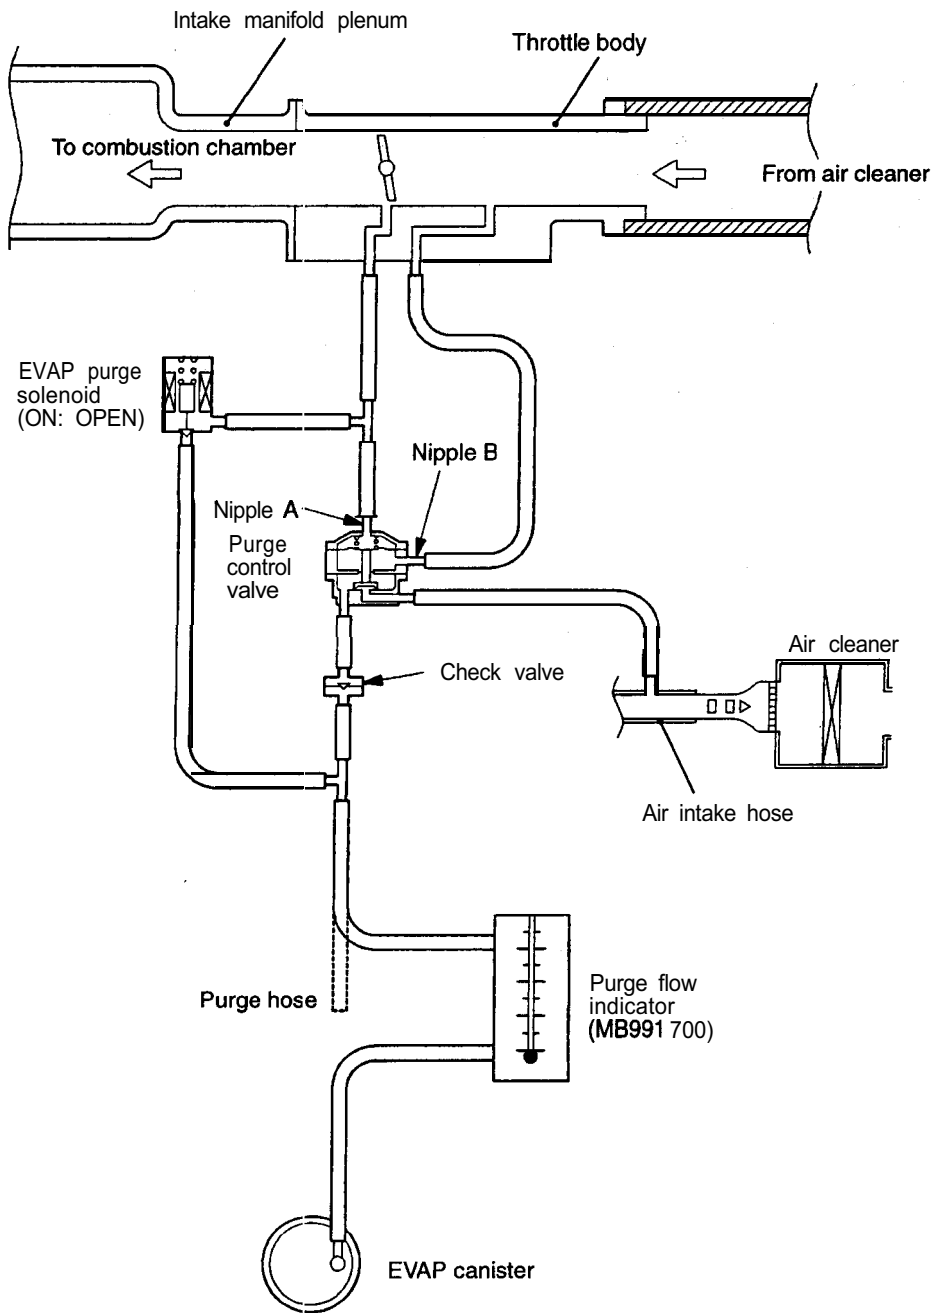 Intake manifold plenum
Throttle body
To combustion chamber
From air cleaner
EVAP purge
solenoid
(ON: OPEN)
Nipple B
Nipple A
Purge
control
valve
Check valve
Air cleaner
Air intake hose
Purge hose
Purge flow
indicator
(MB991 700)
EVAP canister